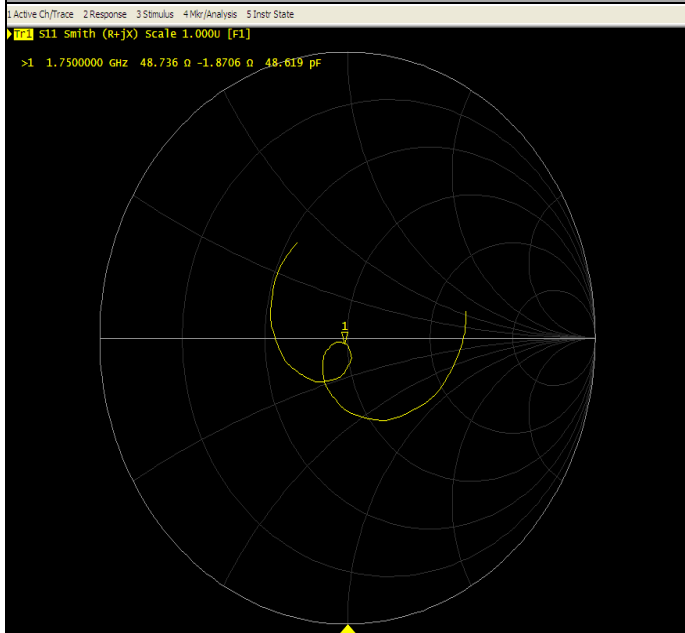 1 Active Ch/Trace 2 Response 3 Stimulus 4 Mkr/Analysis 5 Instr State
Tr1 S11 Smith (R+jX) Scale 1.000U [F1]
>1 1.7500000 GHz 48.736 Ω -1.8706 Ω 48.619 pF
1